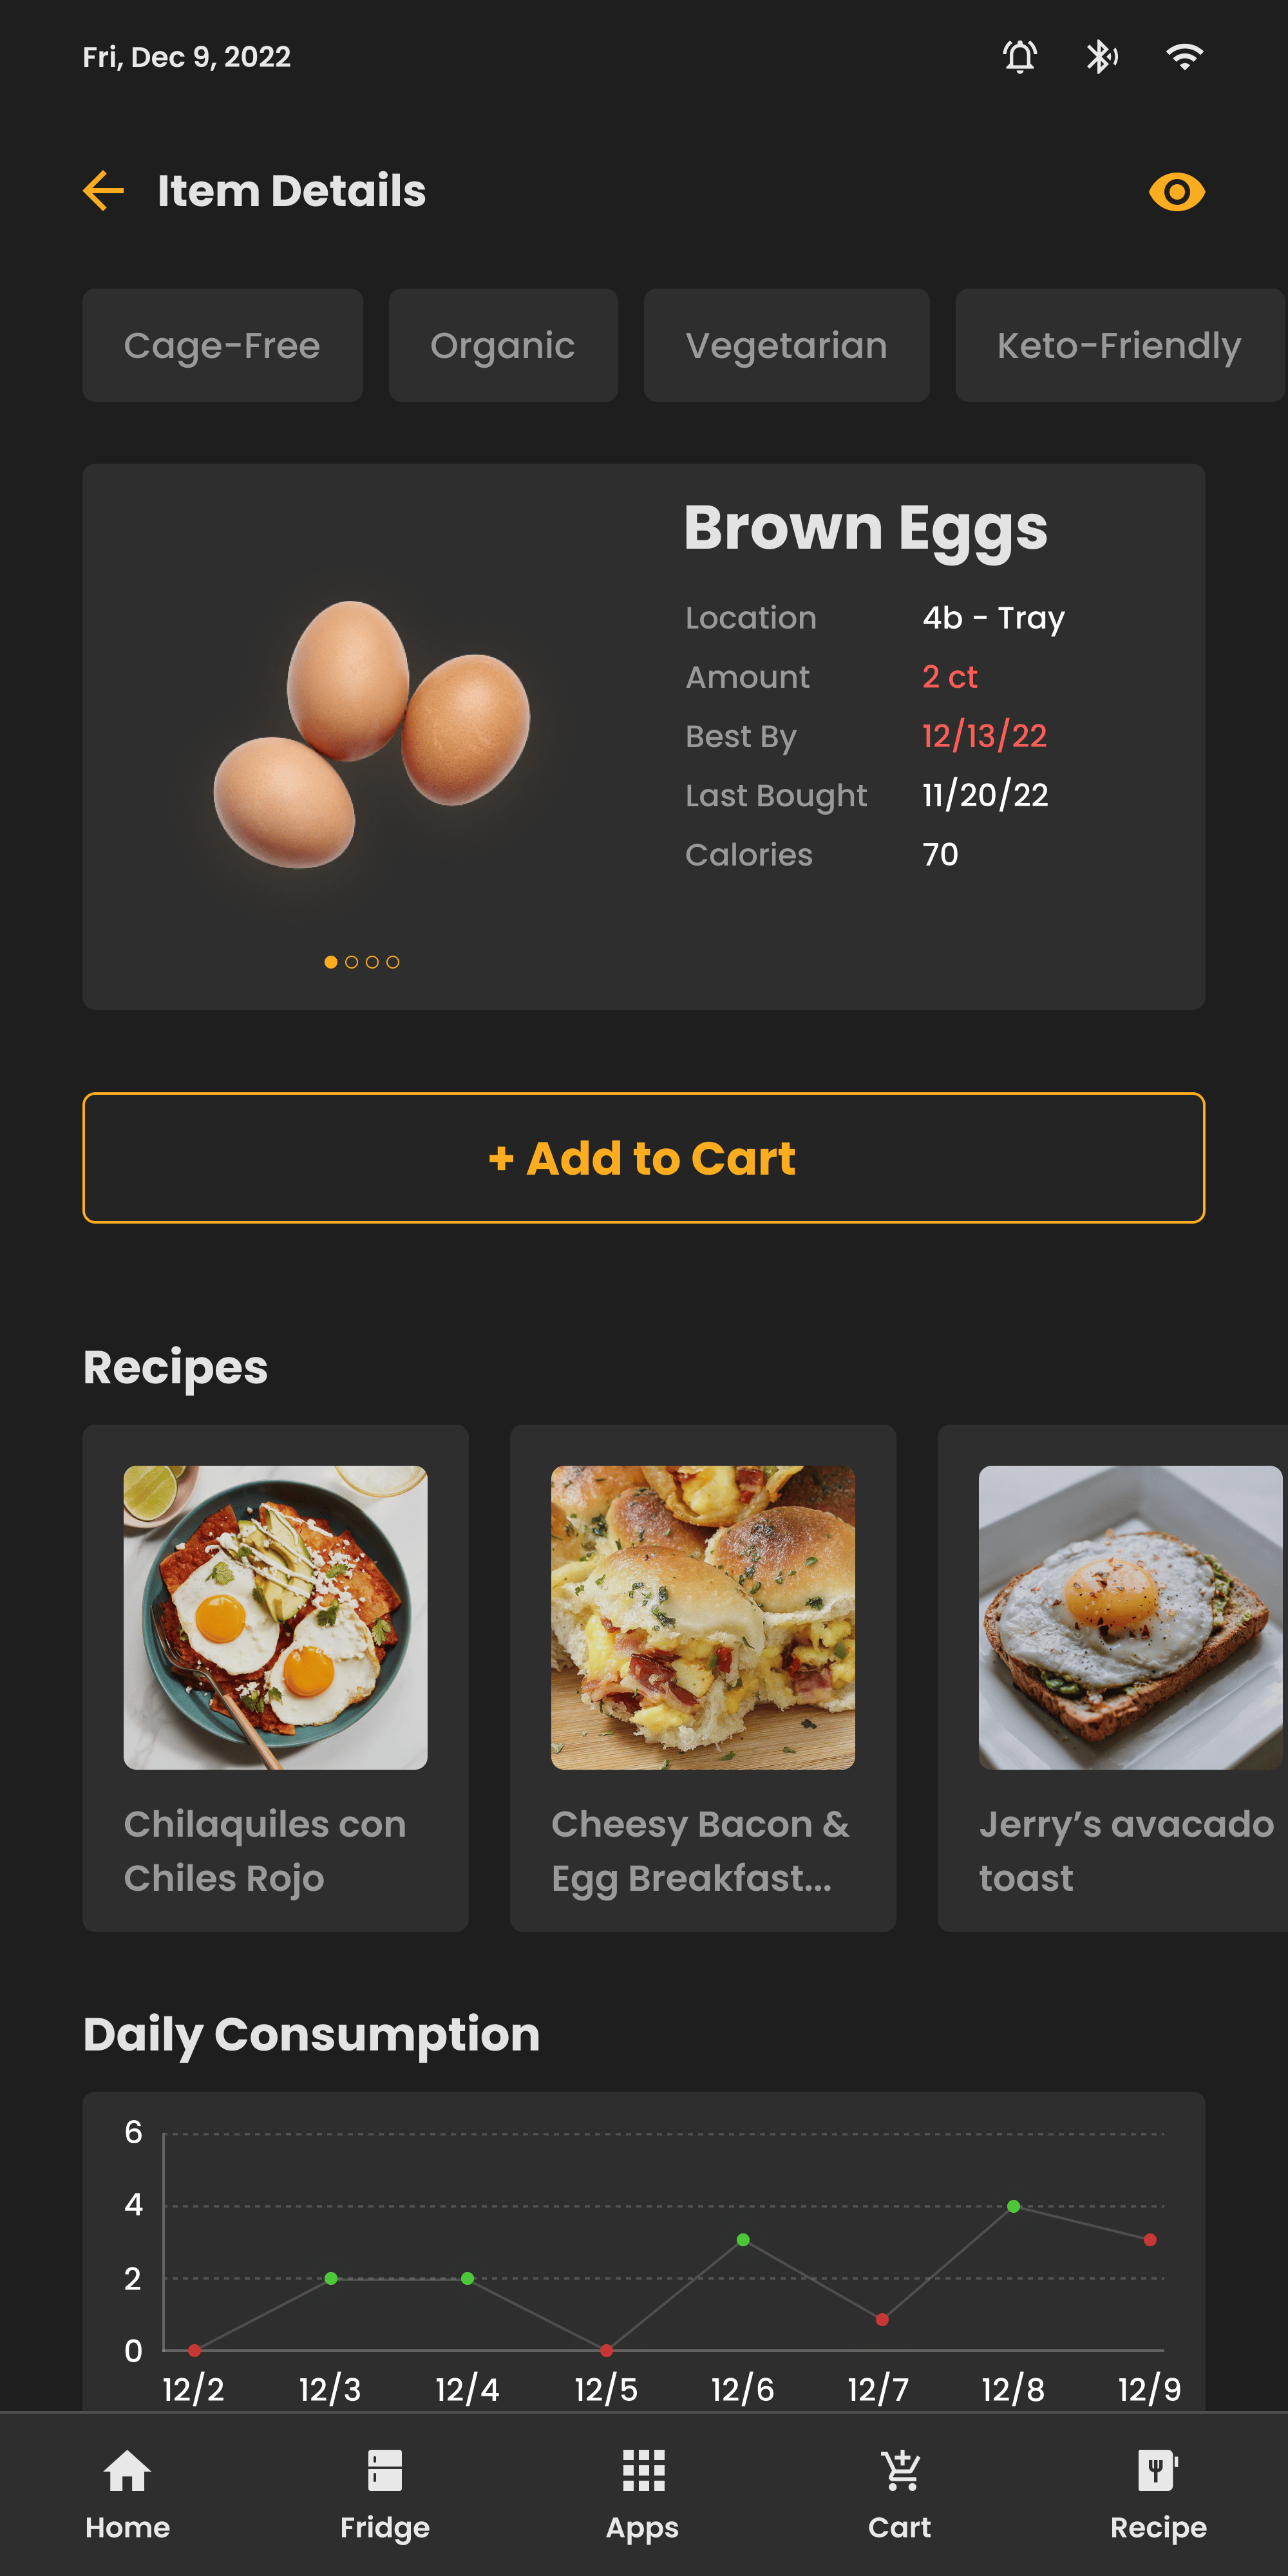 Fri, Dec 9, 2022
Item Details
Cage-Free
Organic
Vegetarian
Keto-Friendly
Brown Eggs
Location 4b - Tray
Amount 2 ct
Best By 12/13/22
Last Bought 11/20/22
Calories 70
+ Add to Cart
Recipes
Chilaquiles con
Chiles Rojo
Cheesy Bacon &
Egg Breakfast...
Jerry’s avacado
toast
Daily Consumption
6
4
2
0
12/2 12/3 12/4 12/5 12/6 12/7 12/8 12/9
Home Fridge Apps Cart Recipe